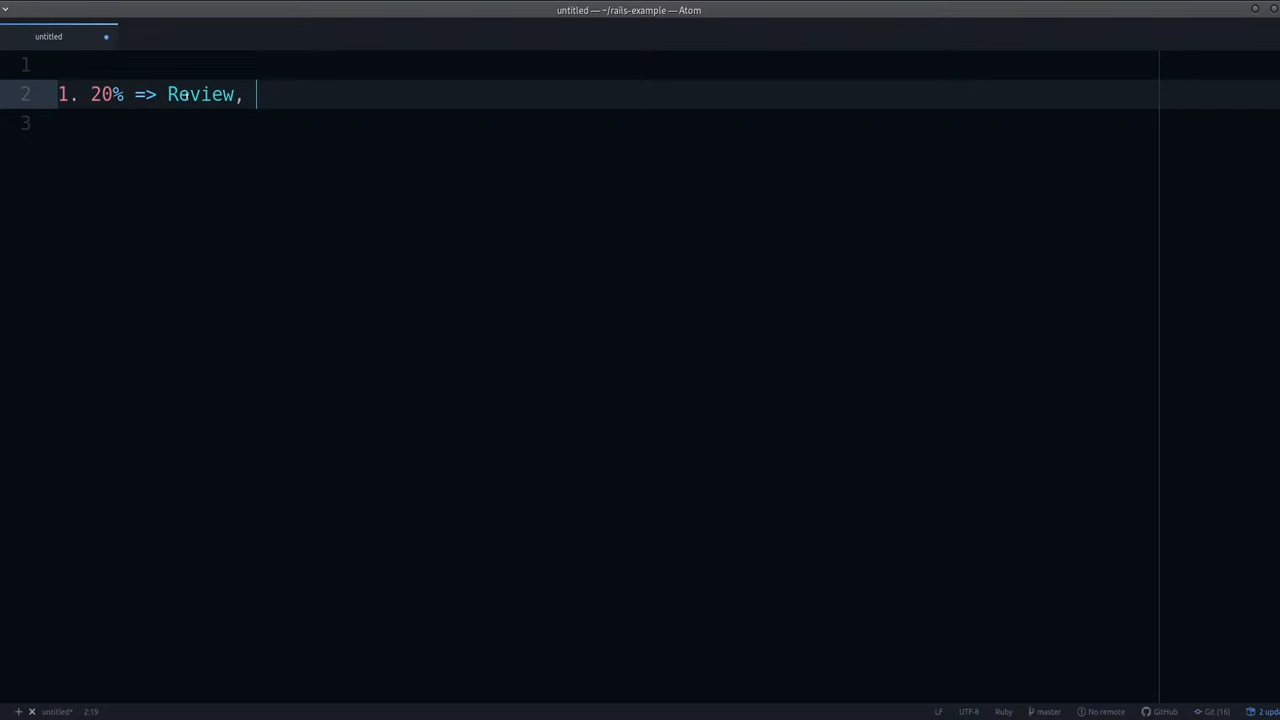 untitled — ~/rails-example — Atom
untitled
1
2 1. 20% => Review,
3
untitled* 2:19 LF UTF-8 Ruby master No remote GitHub Git (16)